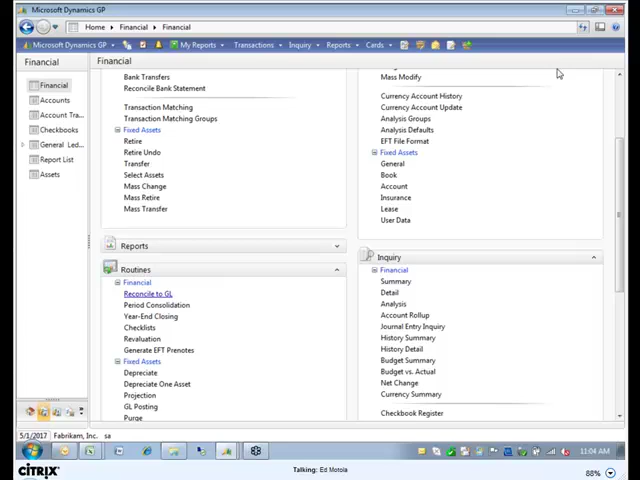 Microsoft Dynamics GP
Home
Financial
Financial
Microsoft Dynamics GP
My Reports
Transactions
Inquiry
Reports
Cards
Financial
Financial
Financial
Accounts
Account Tra...
Checkbooks
General Led...
Report List
Assets
Bank Transfers
Reconcile Bank Statement
Transaction Matching
Transaction Matching Groups
Fixed Assets
Retire
Retire Undo
Transfer
Select Assets
Mass Change
Mass Retire
Mass Transfer
Reports
Routines
Financial
Reconcile to GL
Period Consolidation
Year-End Closing
Checklists
Revaluation
Generate EFT Prenotes
Fixed Assets
Depreciate
Depreciate One Asset
Projection
GL Posting
Purge
Mass Modify
Currency Account History
Currency Account Update
Analysis Groups
Analysis Defaults
EFT File Format
Fixed Assets
General
Book
Account
Insurance
Lease
User Data
Inquiry
Financial
Summary
Detail
Analysis
Account Rollup
Journal Entry Inquiry
History Summary
History Detail
Budget Summary
Budget vs. Actual
Net Change
Currency Summary
Checkbook Register
5/1/2017
Fabrikam, Inc.
sa
11:04 AM
CITRIX
Talking: Ed Motola
88%